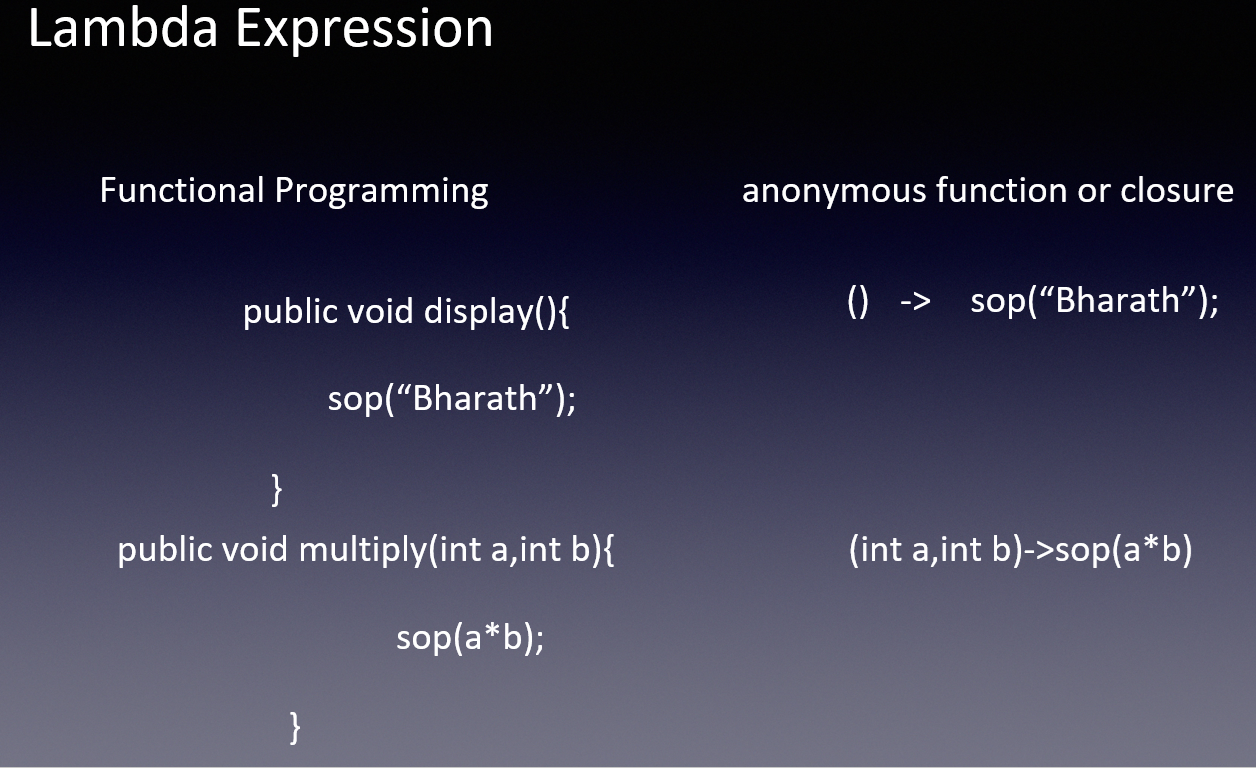 Lambda Expression
Functional Programming
anonymous function or closure
public void display(){
() -> sop(“Bharath”);
sop(“Bharath”);
}
public void multiply(int a,int b){
(int a,int b)->sop(a*b)
sop(a*b);
}